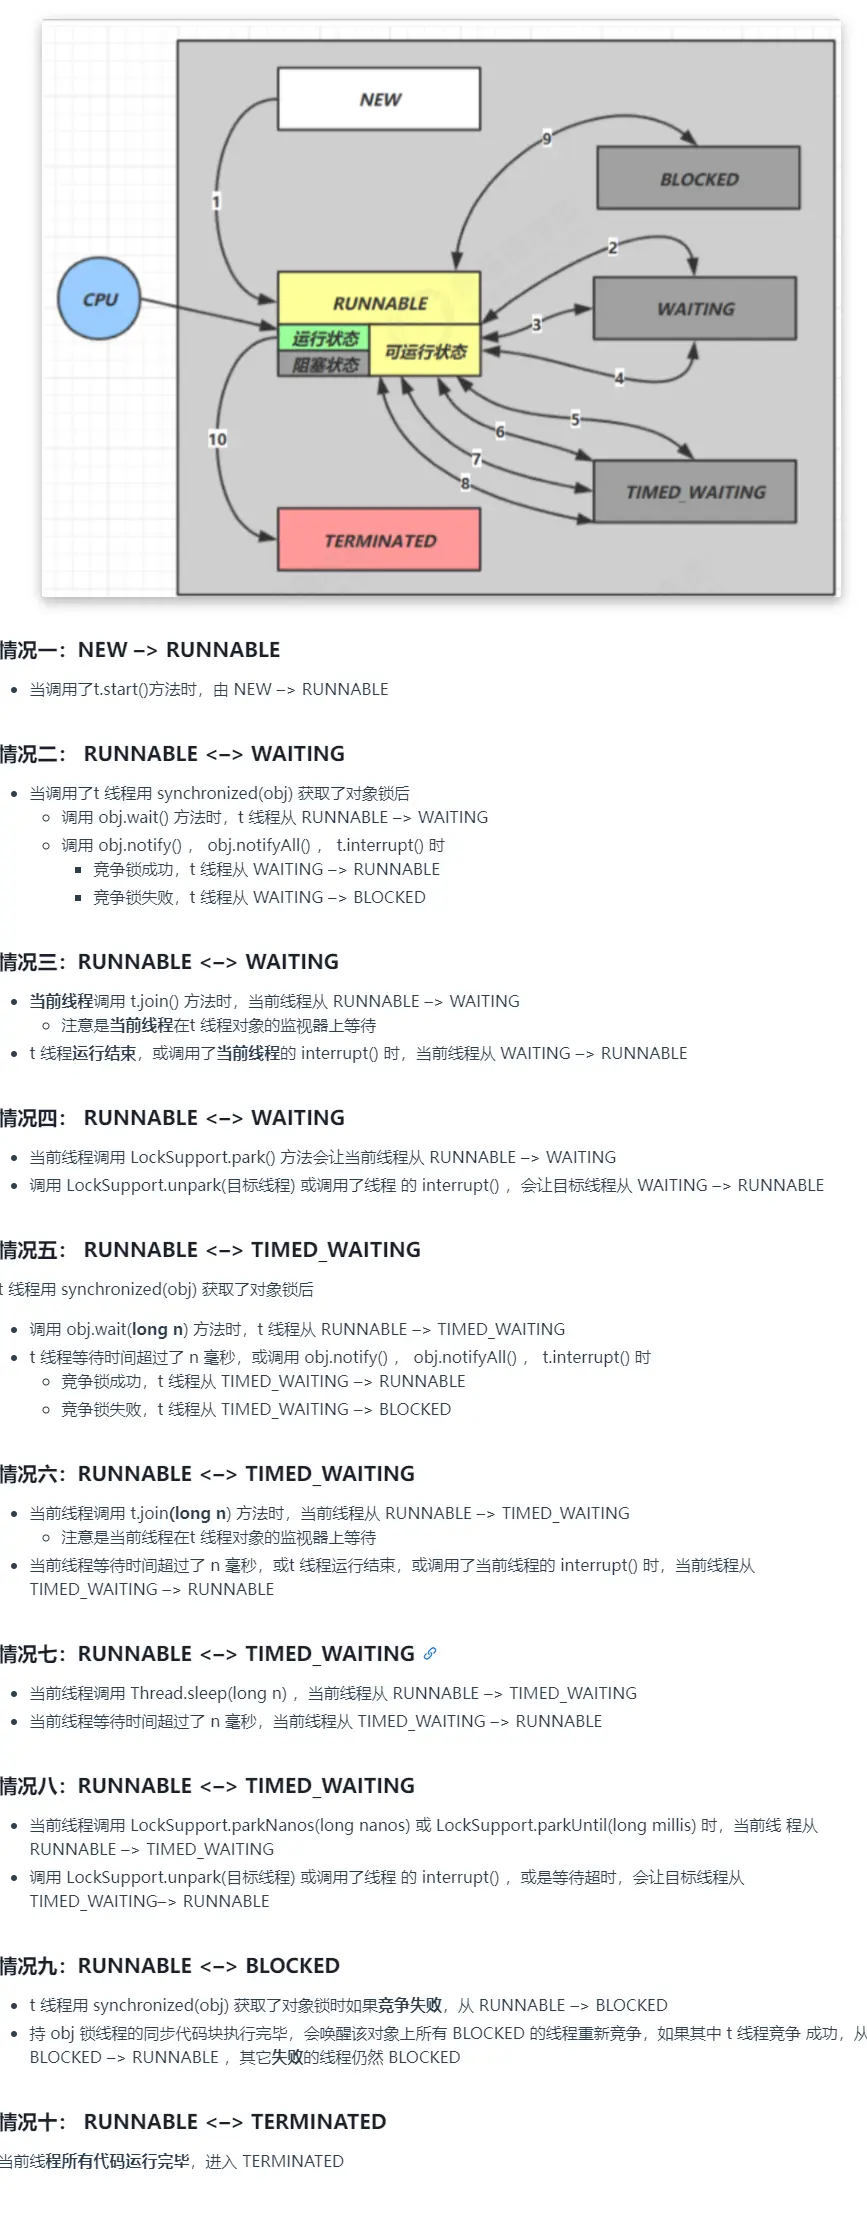 NEW
9
BLOCKED
1
2
CPU
RUNNABLE
WAITING
3
运行状态
可运行状态
阻塞状态
4
5
6
10
7
8
TIMED_WAITING
TERMINATED
情况一：NEW –> RUNNABLE
当调用了t.start()方法时，由 NEW –> RUNNABLE
情况二： RUNNABLE <–> WAITING
当调用了t 线程用 synchronized(obj) 获取了对象锁后
调用 obj.wait() 方法时，t 线程从 RUNNABLE –> WAITING
调用 obj.notify() ， obj.notifyAll() ， t.interrupt() 时
竞争锁成功，t 线程从 WAITING –> RUNNABLE
竞争锁失败，t 线程从 WAITING –> BLOCKED
情况三：RUNNABLE <–> WAITING
当前线程调用 t.join() 方法时，当前线程从 RUNNABLE –> WAITING
注意是当前线程在t 线程对象的监视器上等待
t 线程运行结束，或调用了当前线程的 interrupt() 时，当前线程从 WAITING –> RUNNABLE
情况四： RUNNABLE <–> WAITING
当前线程调用 LockSupport.park() 方法会让当前线程从 RUNNABLE –> WAITING
调用 LockSupport.unpark(目标线程) 或调用了线程 的 interrupt() ，会让目标线程从 WAITING –> RUNNABLE
情况五： RUNNABLE <–> TIMED_WAITING
t 线程用 synchronized(obj) 获取了对象锁后
调用 obj.wait(long n) 方法时，t 线程从 RUNNABLE –> TIMED_WAITING
t 线程等待时间超过了 n 毫秒，或调用 obj.notify() ， obj.notifyAll() ， t.interrupt() 时
竞争锁成功，t 线程从 TIMED_WAITING –> RUNNABLE
竞争锁失败，t 线程从 TIMED_WAITING –> BLOCKED
情况六：RUNNABLE <–> TIMED_WAITING
当前线程调用 t.join(long n) 方法时，当前线程从 RUNNABLE –> TIMED_WAITING
注意是当前线程在t 线程对象的监视器上等待
当前线程等待时间超过了 n 毫秒，或t 线程运行结束，或调用了当前线程的 interrupt() 时，当前线程从
TIMED_WAITING –> RUNNABLE
情况七：RUNNABLE <–> TIMED_WAITING
当前线程调用 Thread.sleep(long n) ，当前线程从 RUNNABLE –> TIMED_WAITING
当前线程等待时间超过了 n 毫秒，当前线程从 TIMED_WAITING –> RUNNABLE
情况八：RUNNABLE <–> TIMED_WAITING
当前线程调用 LockSupport.parkNanos(long nanos) 或 LockSupport.parkUntil(long millis) 时，当前线 程从
RUNNABLE –> TIMED_WAITING
调用 LockSupport.unpark(目标线程) 或调用了线程 的 interrupt() ，或是等待超时，会让目标线程从
TIMED_WAITING–> RUNNABLE
情况九：RUNNABLE <–> BLOCKED
t 线程用 synchronized(obj) 获取了对象锁时如果竞争失败，从 RUNNABLE –> BLOCKED
持 obj 锁线程的同步代码块执行完毕，会唤醒该对象上所有 BLOCKED 的线程重新竞争，如果其中 t 线程竞争 成功，从
BLOCKED –> RUNNABLE ，其它失败的线程仍然 BLOCKED
情况十： RUNNABLE <–> TERMINATED
当前线程所有代码运行完毕，进入 TERMINATED